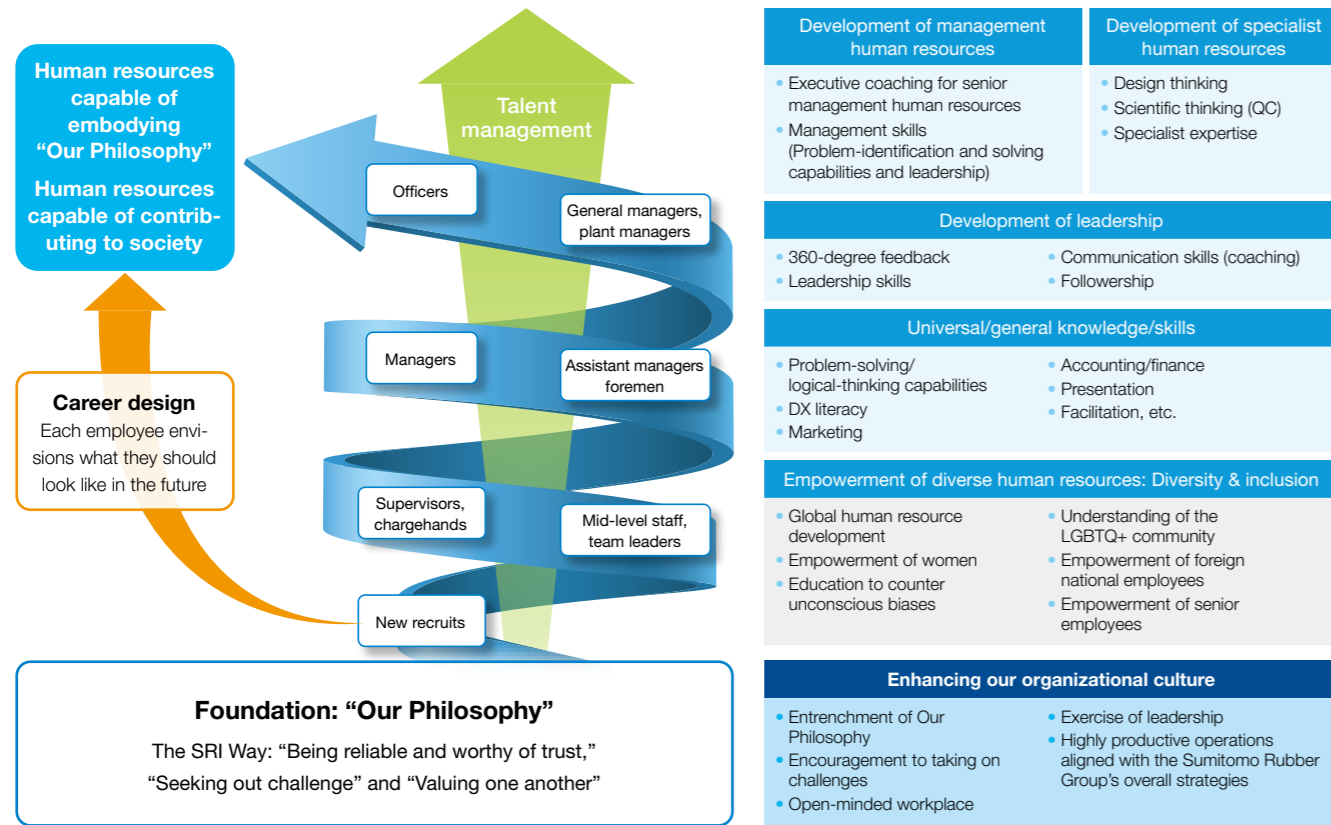 Human resources
capable of
embodying
“Our Philosophy”
Human resources
capable of contrib-
uting to society
Talent
management
Officers
General managers,
plant managers
Managers
Assistant managers
foremen
Career design
Each employee envi-
sions what they should
look like in the future
Supervisors,
chargehands
Mid-level staff,
team leaders
New recruits
Foundation: “Our Philosophy”
The SRI Way: “Being reliable and worthy of trust,”
“Seeking out challenge” and “Valuing one another”
Development of management
human resources
• Executive coaching for senior
management human resources
• Management skills
(Problem-identification and solving
capabilities and leadership)
Development of specialist
human resources
• Design thinking
• Scientific thinking (QC)
• Specialist expertise
Development of leadership
• 360-degree feedback
• Leadership skills
• Communication skills (coaching)
• Followership
Universal/general knowledge/skills
• Problem-solving/
logical-thinking capabilities
• DX literacy
• Marketing
• Accounting/finance
• Presentation
• Facilitation, etc.
Empowerment of diverse human resources: Diversity & inclusion
• Global human resource
development
• Empowerment of women
• Education to counter
unconscious biases
• Understanding of the
LGBTQ+ community
• Empowerment of foreign
national employees
• Empowerment of senior
employees
Enhancing our organizational culture
• Entrenchment of Our
Philosophy
• Encouragement to taking on
challenges
• Open-minded workplace
• Exercise of leadership
• Highly productive operations
aligned with the Sumitomo Rubber
Group’s overall strategies